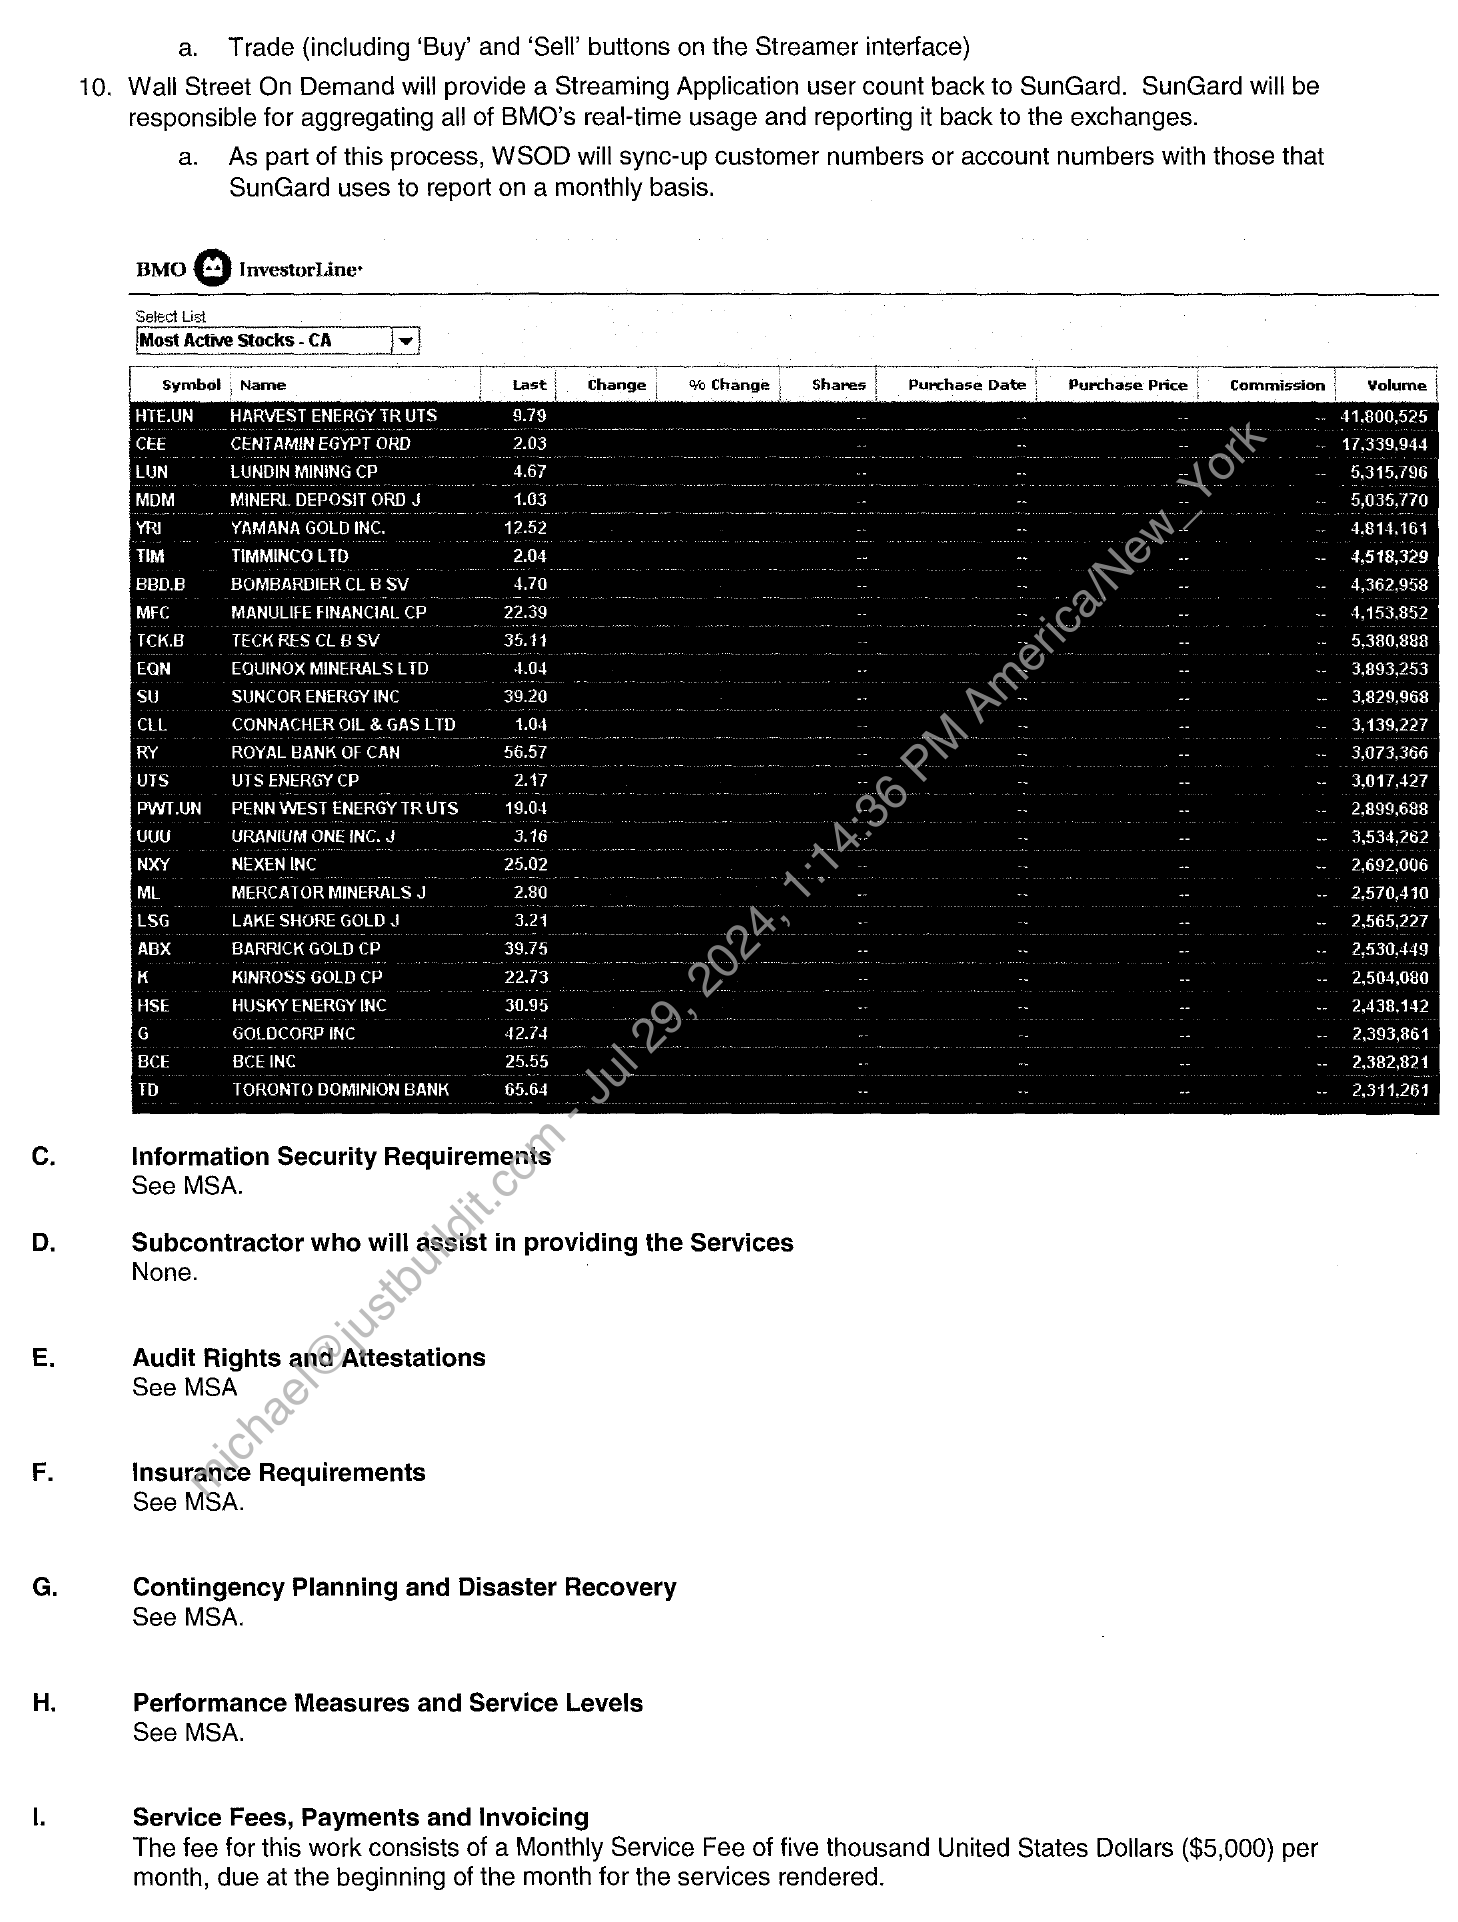 a. Trade (including ‘Buy’ and ‘Sell’ buttons on the Streamer interface)
10. Wall Street On Demand will provide a Streaming Application user count back to SunGard. SunGard will be
responsible for aggregating all of BMO’s real-time usage and reporting it back to the exchanges.
a. As part of this process, WSOD will sync-up customer numbers or account numbers with those that
SunGard uses to report on a monthly basis.
BMO InvestorLine
Select List
Most Active Stocks - CA
Symbol Name Last Change % Change Shares Purchase Date Purchase Price Commission Volume
HTE.UN HARVEST ENERGY TR UTS 9.79 -- -- -- -- 41,800,525
CEE CENTAMIN EGYPT ORD 2.03 -- -- -- -- 17,339,944
LUN LUNDIN MINING CP 4.67 -- -- -- -- 5,315,796
MDM MINERL DEPOSIT ORD J 1.03 -- -- -- -- 5,035,770
YRI YAMANA GOLD INC. 12.52 -- -- -- -- 4,814,161
TIM TIMMINCO LTD 2.04 -- -- -- -- 4,518,329
BBD.B BOMBARDIER CL B SV 4.70 -- -- -- -- 4,362,958
MFC MANULIFE FINANCIAL CP 22.39 -- -- -- -- 4,153,852
TCK.B TECK RES CL B SV 35.11 -- -- -- -- 5,380,888
EQN EQUINOX MINERALS LTD 4.04 -- -- -- -- 3,893,253
SU SUNCOR ENERGY INC 39.20 -- -- -- -- 3,829,968
CLL CONNACHER OIL & GAS LTD 1.04 -- -- -- -- 3,139,227
RY ROYAL BANK OF CAN 56.57 -- -- -- -- 3,073,366
UTS UTS ENERGY CP 2.17 -- -- -- -- 3,017,427
PWT.UN PENN WEST ENERGY TR UTS 19.04 -- -- -- -- 2,899,688
UUU URANIUM ONE INC. J 3.16 -- -- -- -- 3,534,262
NXY NEXEN INC 25.02 -- -- -- -- 2,692,006
ML MERCATOR MINERALS J 2.80 -- -- -- -- 2,570,410
LSG LAKE SHORE GOLD J 3.21 -- -- -- -- 2,565,227
ABX BARRICK GOLD CP 39.75 -- -- -- -- 2,530,449
K KINROSS GOLD CP 22.73 -- -- -- -- 2,504,080
HSE HUSKY ENERGY INC 30.95 -- -- -- -- 2,438,142
G GOLDCORP INC 42.74 -- -- -- -- 2,393,861
BCE BCE INC 25.55 -- -- -- -- 2,382,821
TD TORONTO DOMINION BANK 65.64 -- -- -- -- 2,311,261
C. Information Security Requirements
See MSA.
D. Subcontractor who will assist in providing the Services
None.
E. Audit Rights and Attestations
See MSA
F. Insurance Requirements
See MSA.
G. Contingency Planning and Disaster Recovery
See MSA.
H. Performance Measures and Service Levels
See MSA.
I. Service Fees, Payments and Invoicing
The fee for this work consists of a Monthly Service Fee of five thousand United States Dollars ($5,000) per
month, due at the beginning of the month for the services rendered.
michael@justbuildit.com - Jul 29, 2024, 1:14:36 PM America/New_York